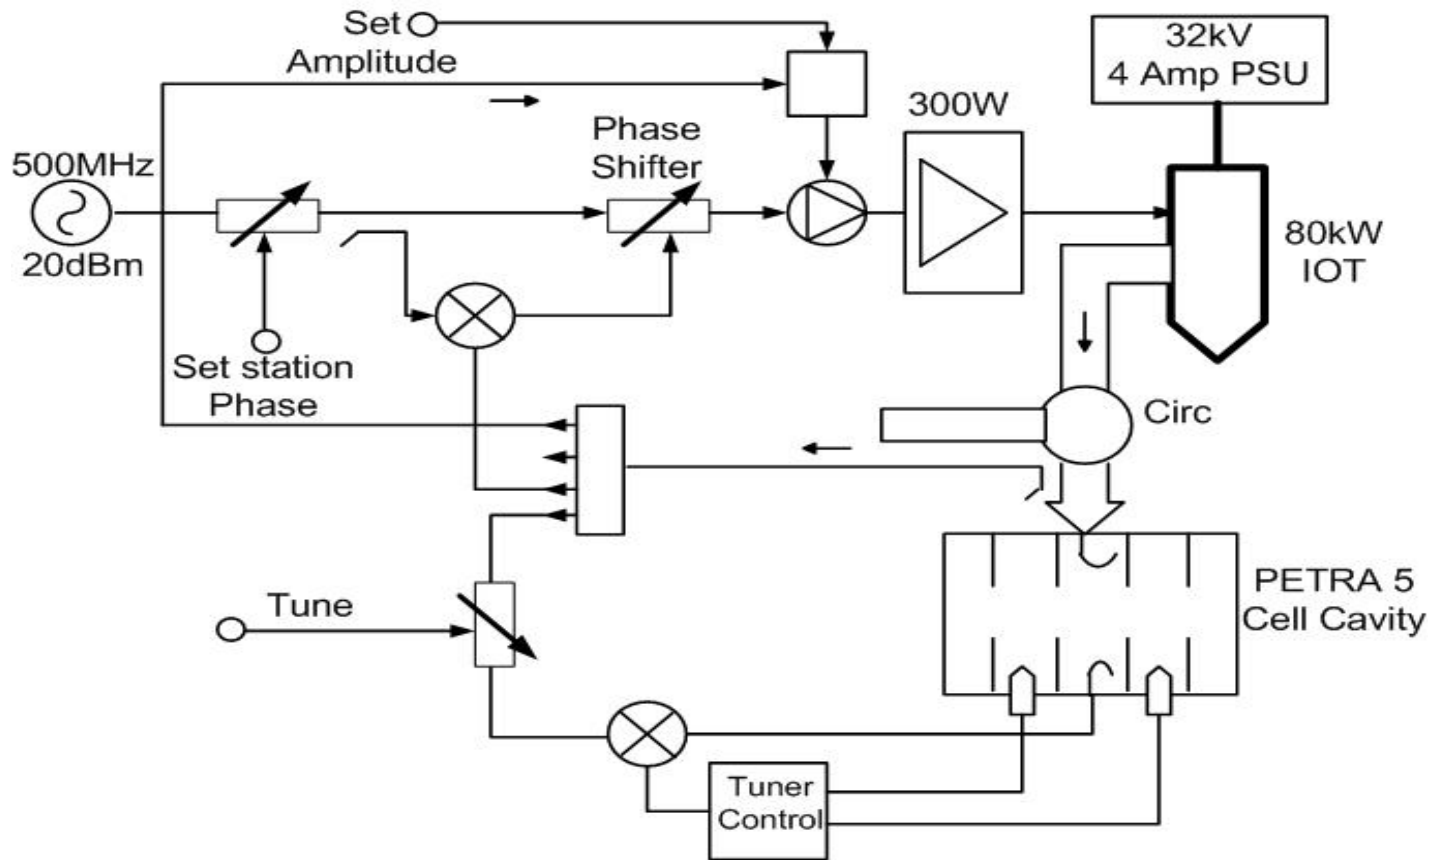 Set
Amplitude
32kV
4 Amp PSU
300W
Phase
Shifter
500MHz
20dBm
80kW
IOT
Set station
Phase
Circ
Tune
PETRA 5
Cell Cavity
Tuner
Control